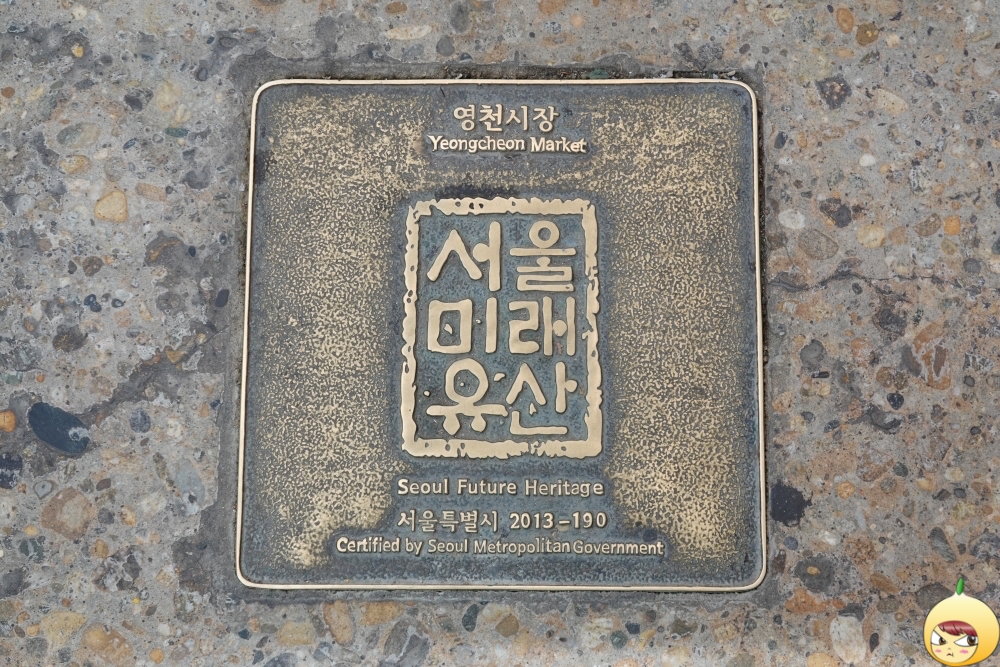 영천시장
Yeongcheon Market
서울
미래
유산
Seoul Future Heritage
서울특별시 2013-190
Certified by Seoul Metropolitan Government